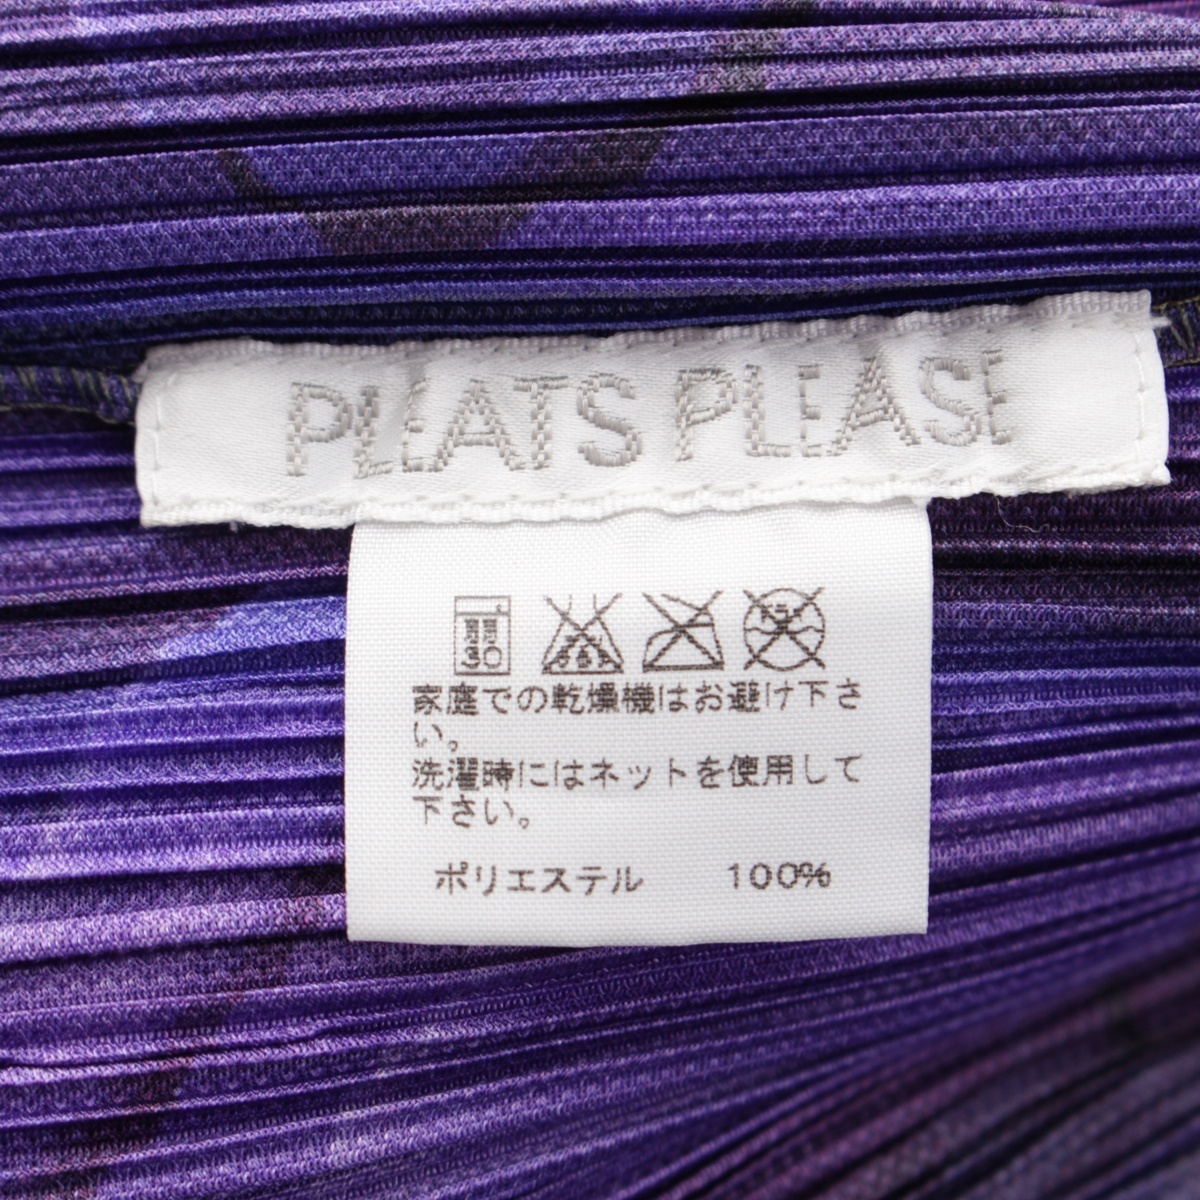 PLEATS PLEASE
家庭での乾燥機はお避け下さ
い。
洗濯時にはネットを使用して
下さい。
ポリエステル 100%